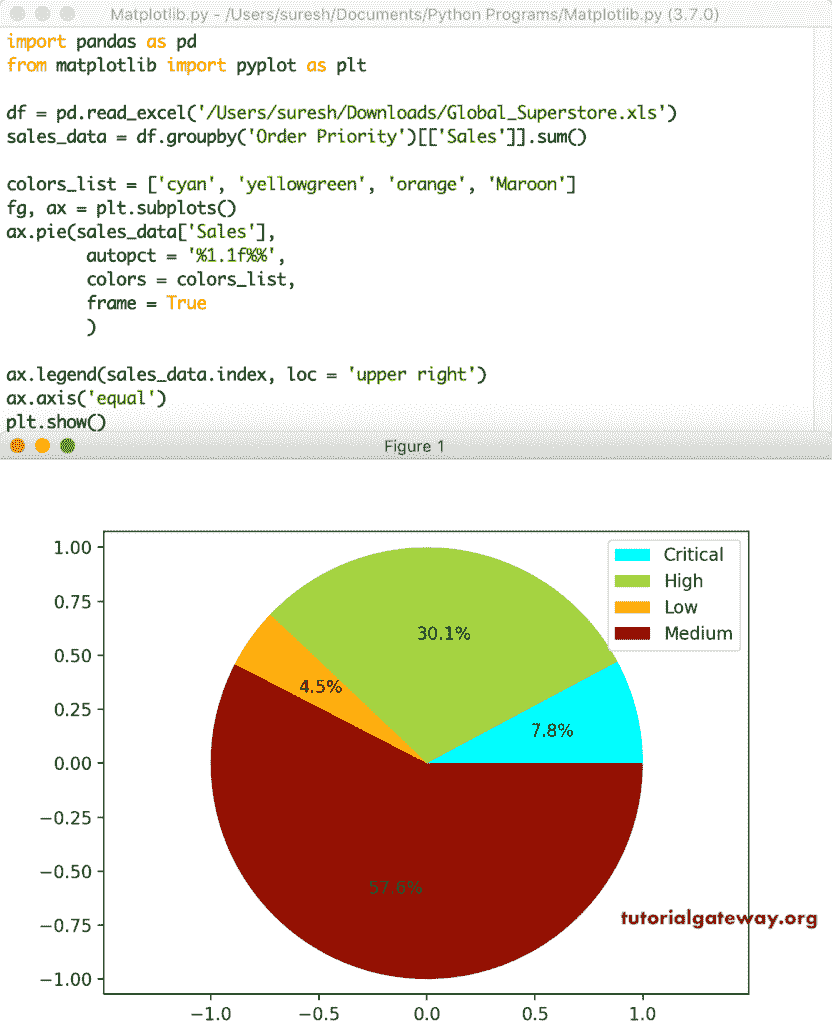 Matplotlib.py - /Users/suresh/Documents/Python Programs/Matplotlib.py (3.7.0)
import pandas as pd
from matplotlib import pyplot as plt
df = pd.read_excel('/Users/suresh/Downloads/Global_Superstore.xls')
sales_data = df.groupby('Order Priority')[['Sales']].sum()
colors_list = ['cyan', 'yellowgreen', 'orange', 'Maroon']
fg, ax = plt.subplots()
ax.pie(sales_data['Sales'],
autopct = '%1.1f%%',
colors = colors_list,
frame = True
)
ax.legend(sales_data.index, loc = 'upper right')
ax.axis('equal')
plt.show()
Figure 1
1.00
0.75
0.50
0.25
0.00
−0.25
−0.50
−0.75
−1.00
−1.0
−0.5
0.0
0.5
1.0
30.1%
4.5%
7.8%
57.6%
Critical
High
Low
Medium
tutorialgateway.org